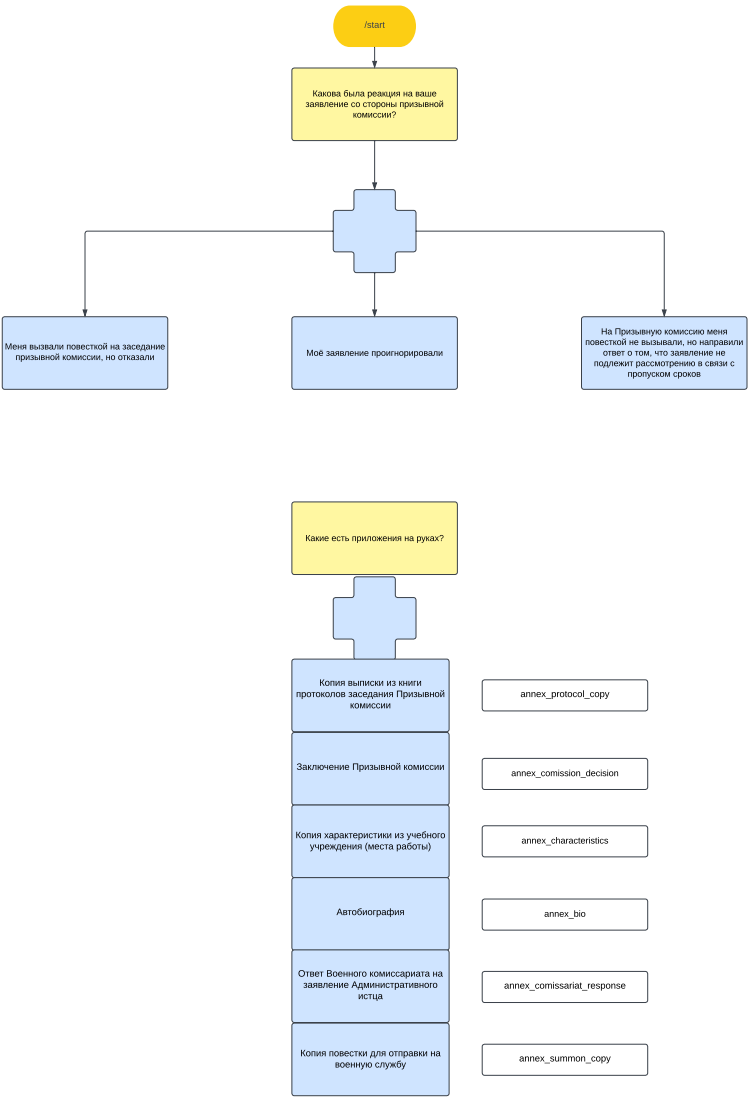 /start
Какова была реакция на ваше
заявление со стороны призывной
комиссии?
Меня вызвали повесткой на заседание
призывной комиссии, но отказали
Моё заявление проигнорировали
На Призывную комиссию меня
повесткой не вызывали, но направили
ответ о том, что заявление не
подлежит рассмотрению в связи с
пропуском сроков
Какие есть приложения на руках?
Копия выписки из книги
протоколов заседания Призывной
комиссии
annex_protocol_copy
Заключение Призывной комиссии
annex_comission_decision
Копия характеристики из учебного
учреждения (места работы)
annex_characteristics
Автобиография
annex_bio
Ответ Военного комиссариата на
заявление Административного
истца
annex_comissariat_response
Копия повестки для отправки на
военную службу
annex_summon_copy